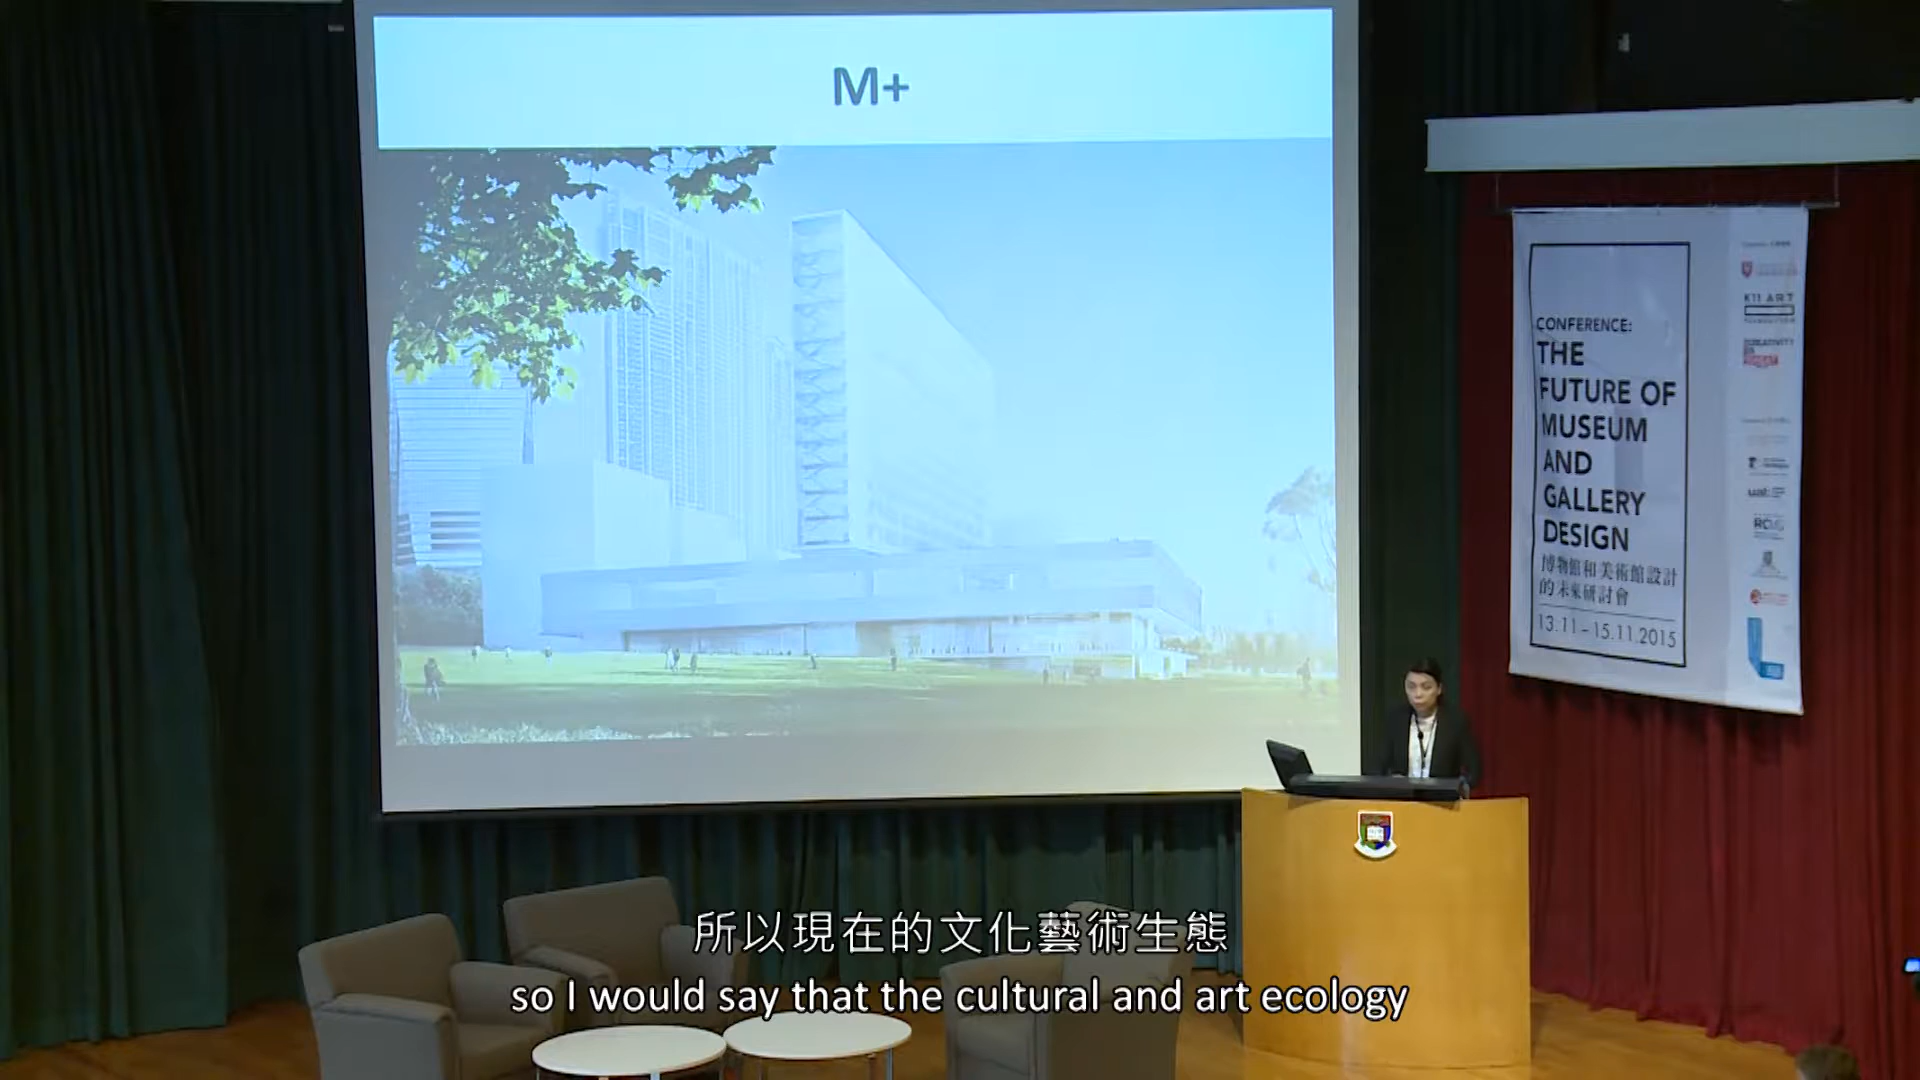 M+
CONFERENCE:
THE
FUTURE OF
MUSEUM
AND
GALLERY
DESIGN
博物館和美術館設計
的未來研討會
13.11 – 15.11.2015
K11 ART
所以現在的文化藝術生態
so I would say that the cultural and art ecology